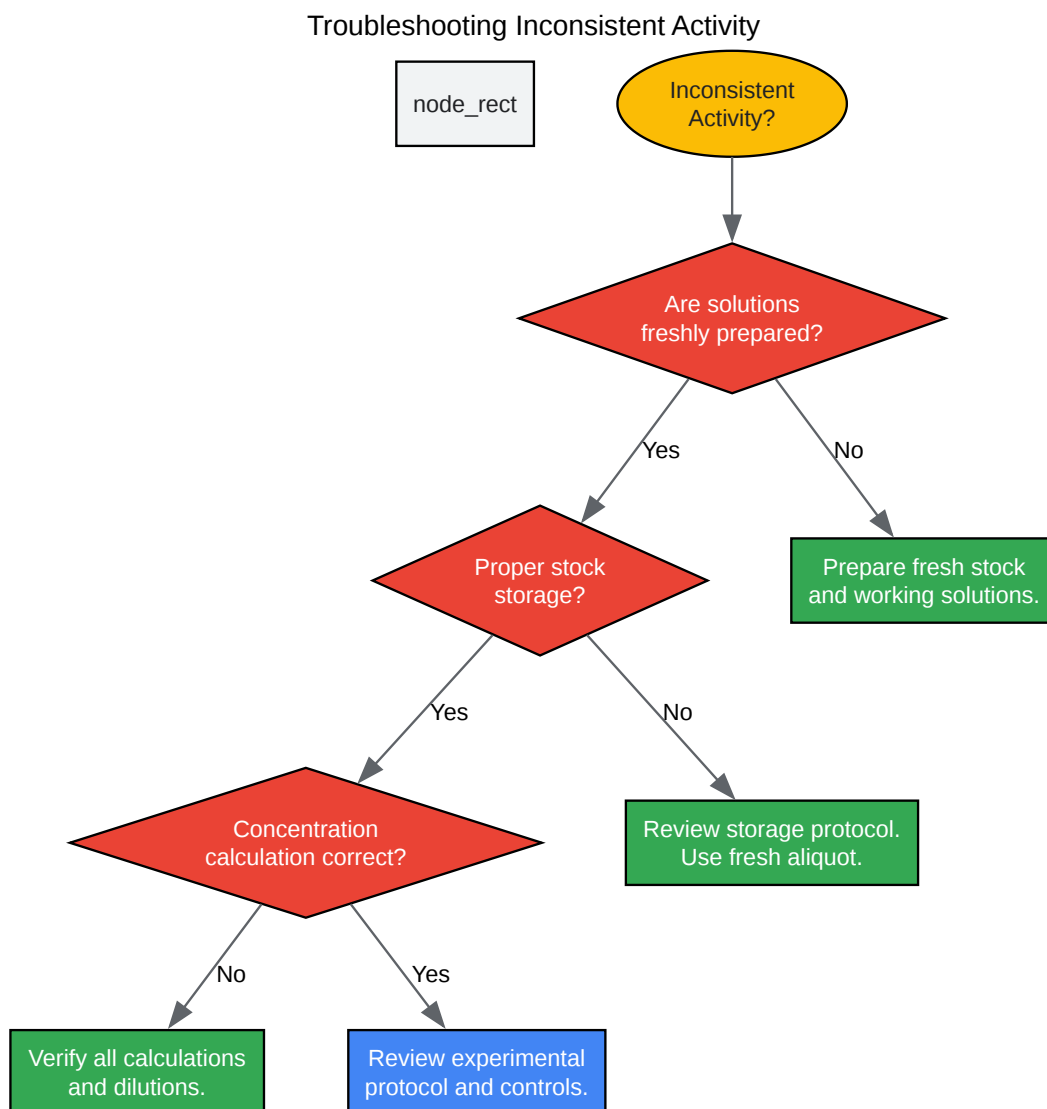 Troubleshooting Inconsistent Activity
node_rect
Inconsistent
Activity?
Are solutions
freshly prepared?
Yes
No
Proper stock
storage?
Prepare fresh stock
and working solutions.
Yes
No
Concentration
calculation correct?
Review storage protocol.
Use fresh aliquot.
No
Yes
Verify all calculations
and dilutions.
Review experimental
protocol and controls.